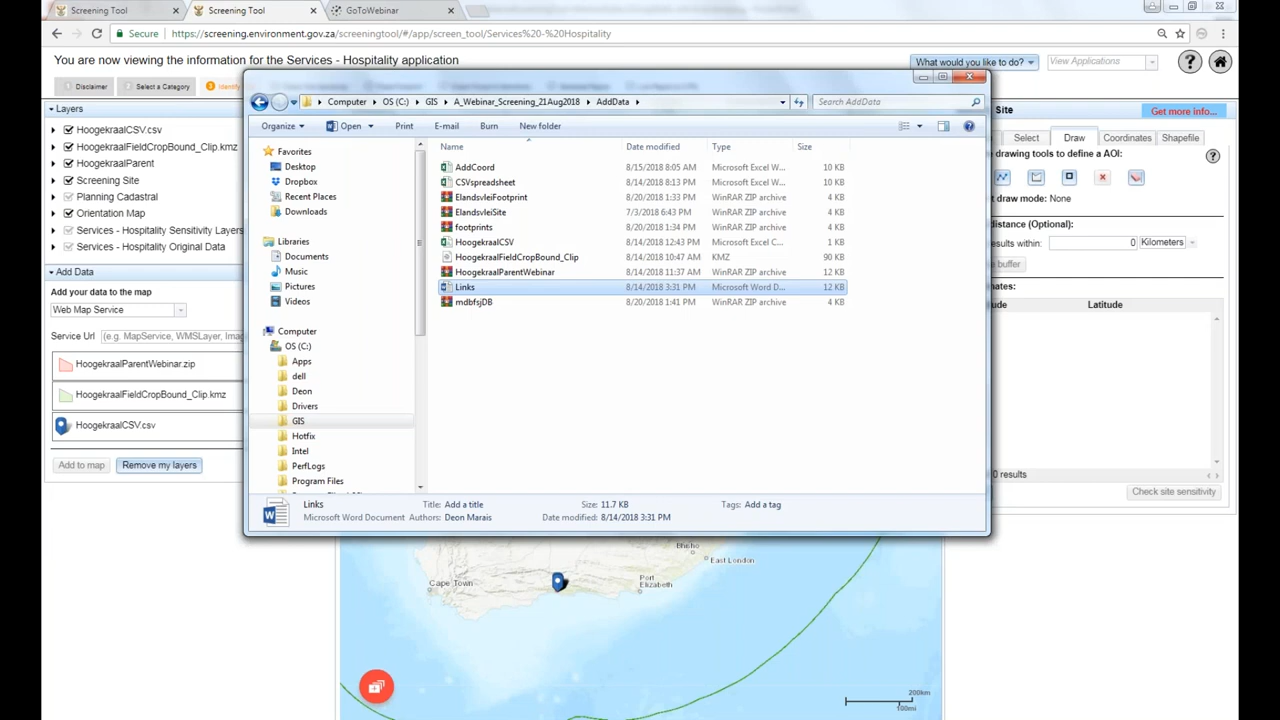 Screening Tool
Screening Tool
GoToWebinar
Secure
https://screening.environment.gov.za/screeningtool/#/app/screen_tool/Services%20-%20Hospitality
You are now viewing the information for the Services - Hospitality application
What would you like to do?
View Applications
Disclaimer
Select a Category
Layers
HoogekraalCSV.csv
HoogekraalFieldCropBound_Clip.kmz
HoogekraalParent
Screening Site
Planning Cadastral
Orientation Map
Services - Hospitality Sensitivity Layers
Services - Hospitality Original Data
Add Data
Add your data to the map
Web Map Service
Service Url
(e.g. MapService, WMSLayer, Imag
HoogekraalParentWebinar.zip
HoogekraalFieldCropBound_Clip.kmz
HoogekraalCSV.csv
Add to map
Remove my layers
Computer
OS (C:)
GIS
A_Webinar_Screening_21Aug2018
AddData
Search AddData
Organize
Open
Print
E-mail
Burn
New folder
Favorites
Desktop
Dropbox
Recent Places
Downloads
Libraries
Documents
Music
Pictures
Videos
Computer
OS (C:)
Apps
dell
Deon
Drivers
GIS
Hotfix
Intel
PerfLogs
Program Files
Name Date modified Type Size
AddCoord 8/15/2018 8:05 AM Microsoft Excel W... 10 KB
CSVspreadsheet 8/14/2018 8:13 PM Microsoft Excel W... 10 KB
ElandsvleiFootprint 8/20/2018 1:33 PM WinRAR ZIP archive 4 KB
ElandsvleiSite 7/3/2018 6:43 PM WinRAR ZIP archive 4 KB
footprints 8/20/2018 1:34 PM WinRAR ZIP archive 4 KB
HoogekraalCSV 8/14/2018 12:43 PM Microsoft Excel C... 1 KB
HoogekraalFieldCropBound_Clip 8/14/2018 10:47 AM KMZ 90 KB
HoogekraalParentWebinar 8/14/2018 11:37 AM WinRAR ZIP archive 12 KB
Links 8/14/2018 3:31 PM Microsoft Word D... 12 KB
mdbfsjDB 8/20/2018 1:41 PM WinRAR ZIP archive 4 KB
Links Title: Add a title Size: 11.7 KB Tags: Add a tag
Microsoft Word Document Authors: Deon Marais Date modified: 8/14/2018 3:31 PM
Site
Get more info...
Select
Draw
Coordinates
Shapefile
drawing tools to define a AOI:
draw mode: None
distance (Optional):
results within: 0 Kilometers
buffer
Latitude
0 results
Check site sensitivity
Bhisho
East London
Cape Town
Port
Elizabeth
200km
100mi